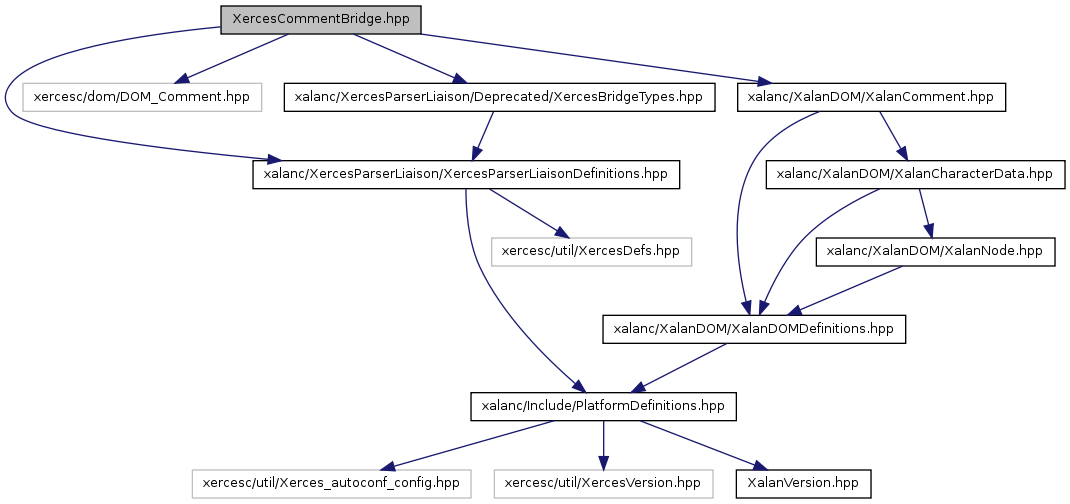 XercesCommentBridge.hpp
xercesc/dom/DOM_Comment.hpp
xalanc/XercesParserLiaison/Deprecated/XercesBridgeTypes.hpp
xalanc/XalanDOM/XalanComment.hpp
xalanc/XercesParserLiaison/XercesParserLiaisonDefinitions.hpp
xalanc/XalanDOM/XalanCharacterData.hpp
xercesc/util/XercesDefs.hpp
xalanc/XalanDOM/XalanNode.hpp
xalanc/XalanDOM/XalanDOMDefinitions.hpp
xalanc/Include/PlatformDefinitions.hpp
xercesc/util/Xerces_autoconf_config.hpp
xercesc/util/XercesVersion.hpp
XalanVersion.hpp